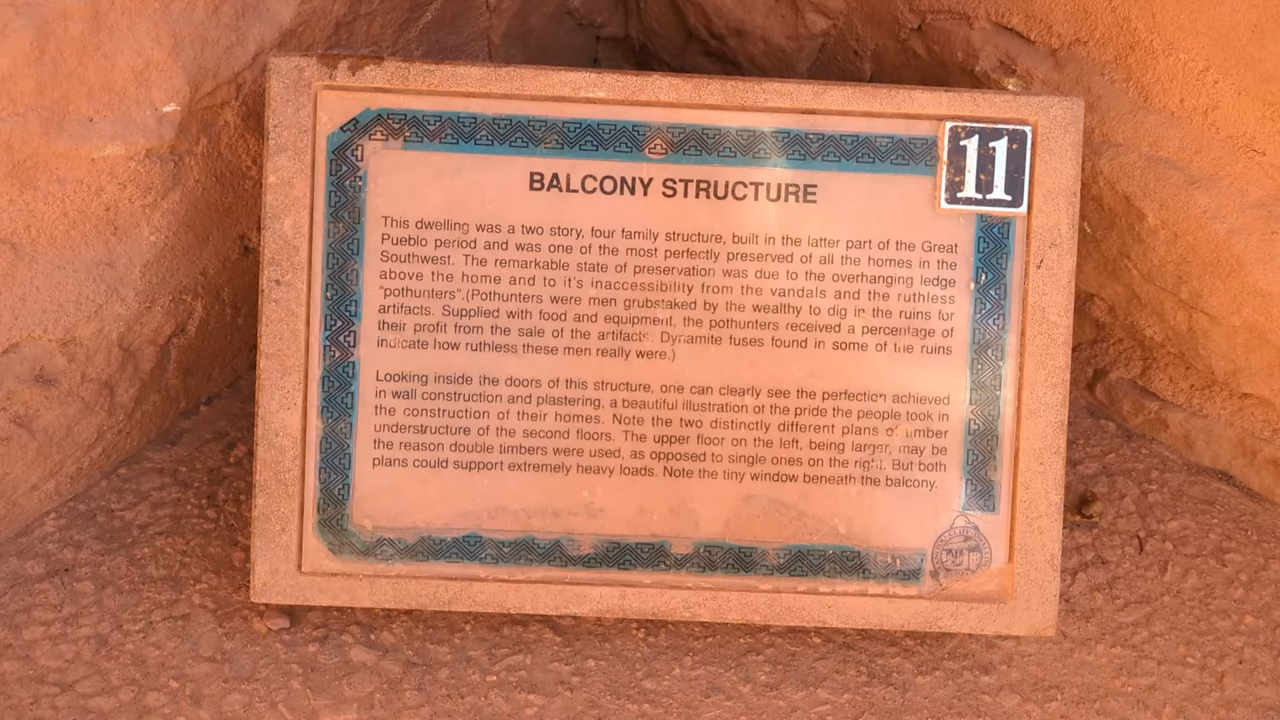 11
BALCONY STRUCTURE
This dwelling was a two story, four family structure, built in the latter part of the Great
Pueblo period and was one of the most perfectly preserved of all the homes in the
Southwest. The remarkable state of preservation was due to the overhanging ledge
above the home and to it's inaccessibility from the vandals and the ruthless
"pothunters".(Pothunters were men grubstaked by the wealthy to dig in the ruins for
artifacts. Supplied with food and equipment, the pothunters received a percentage of
their profit from the sale of the artifacts. Dynamite fuses found in some of the ruins
indicate how ruthless these men really were.)
Looking inside the doors of this structure, one can clearly see the perfection achieved
in wall construction and plastering, a beautiful illustration of the pride the people took in
the construction of their homes. Note the two distinctly different plans of timber
understructure of the second floors. The upper floor on the left, being larger, may be
the reason double timbers were used, as opposed to single ones on the right. But both
plans could support extremely heavy loads. Note the tiny window beneath the balcony.